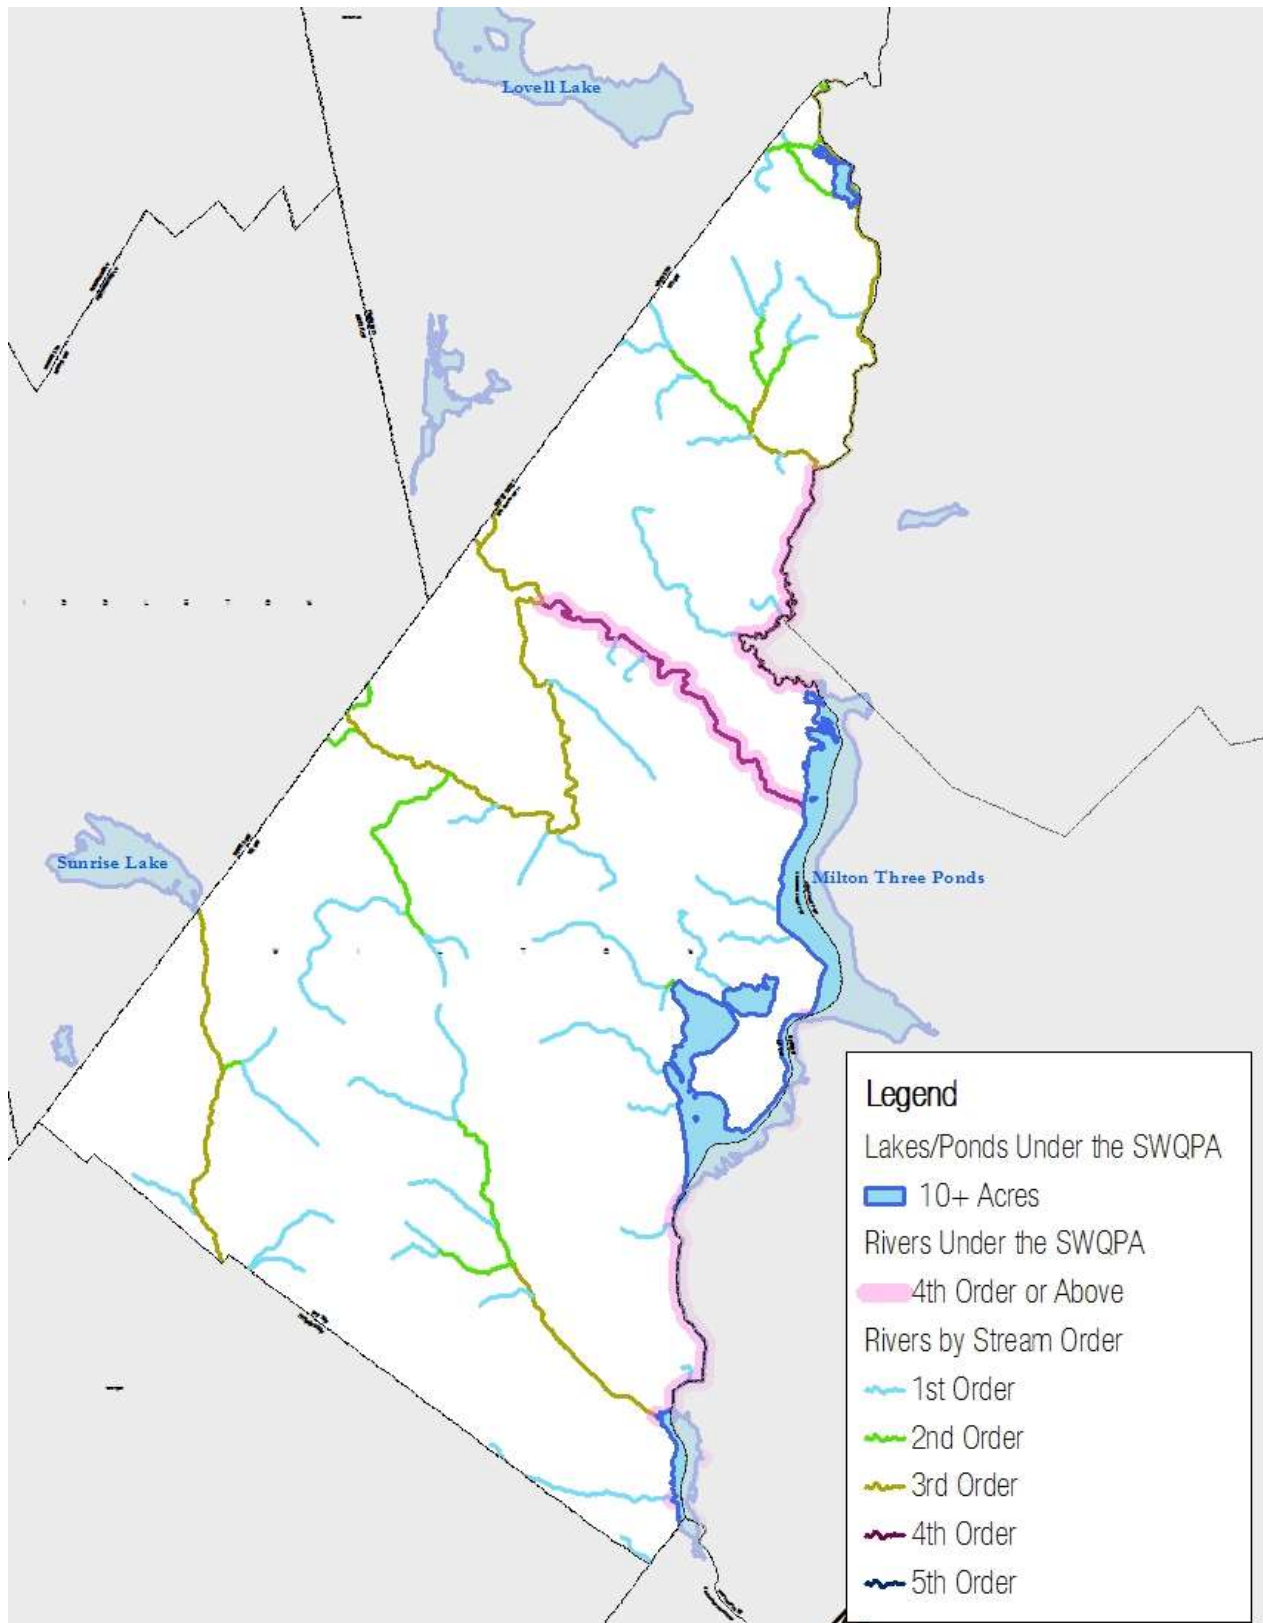 Lovell Lake
Sunrise Lake
Milton Three Ponds
Legend
Lakes/Ponds Under the SWQPA
10+ Acres
Rivers Under the SWQPA
4th Order or Above
Rivers by Stream Order
1st Order
2nd Order
3rd Order
4th Order
5th Order